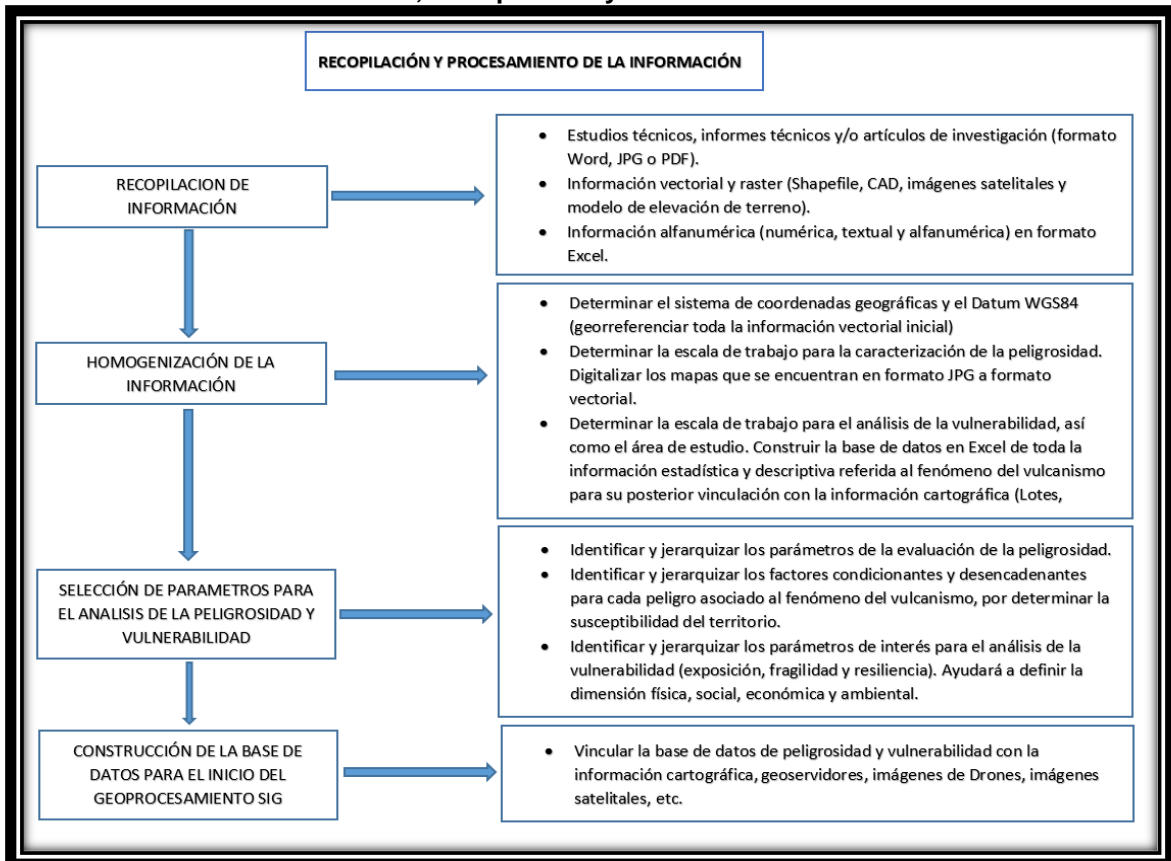 RECOPILACIÓN Y PROCESAMIENTO DE LA INFORMACIÓN
RECOPILACION DE
INFORMACIÓN
• Estudios técnicos, informes técnicos y/o artículos de investigación (formato
Word, JPG o PDF).
• Información vectorial y raster (Shapefile, CAD, imágenes satelitales y
modelo de elevación de terreno).
• Información alfanumérica (numérica, textual y alfanumérica) en formato
Excel.
HOMOGENIZACIÓN DE LA
INFORMACIÓN
• Determinar el sistema de coordenadas geográficas y el Datum WGS84
(georreferenciar toda la información vectorial inicial)
• Determinar la escala de trabajo para la caracterización de la peligrosidad.
Digitalizar los mapas que se encuentran en formato JPG a formato
vectorial.
• Determinar la escala de trabajo para el análisis de la vulnerabilidad, así
como el área de estudio. Construir la base de datos en Excel de toda la
información estadística y descriptiva referida al fenómeno del vulcanismo
para su posterior vinculación con la información cartográfica (Lotes,
SELECCIÓN DE PARAMETROS PARA
EL ANALISIS DE LA PELIGROSIDAD Y
VULNERABILIDAD
• Identificar y jerarquizar los parámetros de la evaluación de la peligrosidad.
• Identificar y jerarquizar los factores condicionantes y desencadenantes
para cada peligro asociado al fenómeno del vulcanismo, por determinar la
susceptibilidad del territorio.
• Identificar y jerarquizar los parámetros de interés para el análisis de la
vulnerabilidad (exposición, fragilidad y resiliencia). Ayudará a definir la
dimensión física, social, económica y ambiental.
CONSTRUCCIÓN DE LA BASE DE
DATOS PARA EL INICIO DEL
GEOPROCESAMIENTO SIG
• Vincular la base de datos de peligrosidad y vulnerabilidad con la
información cartográfica, geoservidores, imágenes de Drones, imágenes
satelitales, etc.